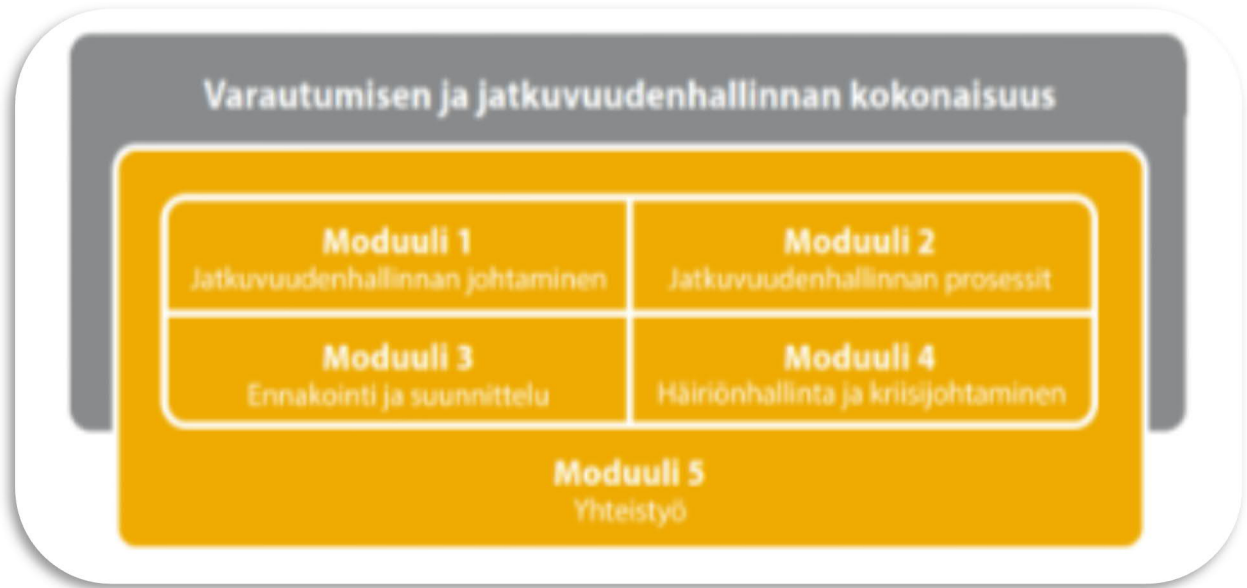 Varautumisen ja jatkuvuudenhallinnan kokonaisuus
Moduuli 1
Jatkuvuudenhallinnan johtaminen
Moduuli 2
Jatkuvuudenhallinnan prosessit
Moduuli 3
Ennakointi ja suunnittelu
Moduuli 4
Häiriönhallinta ja kriisijohtaminen
Moduuli 5
Yhteistyö